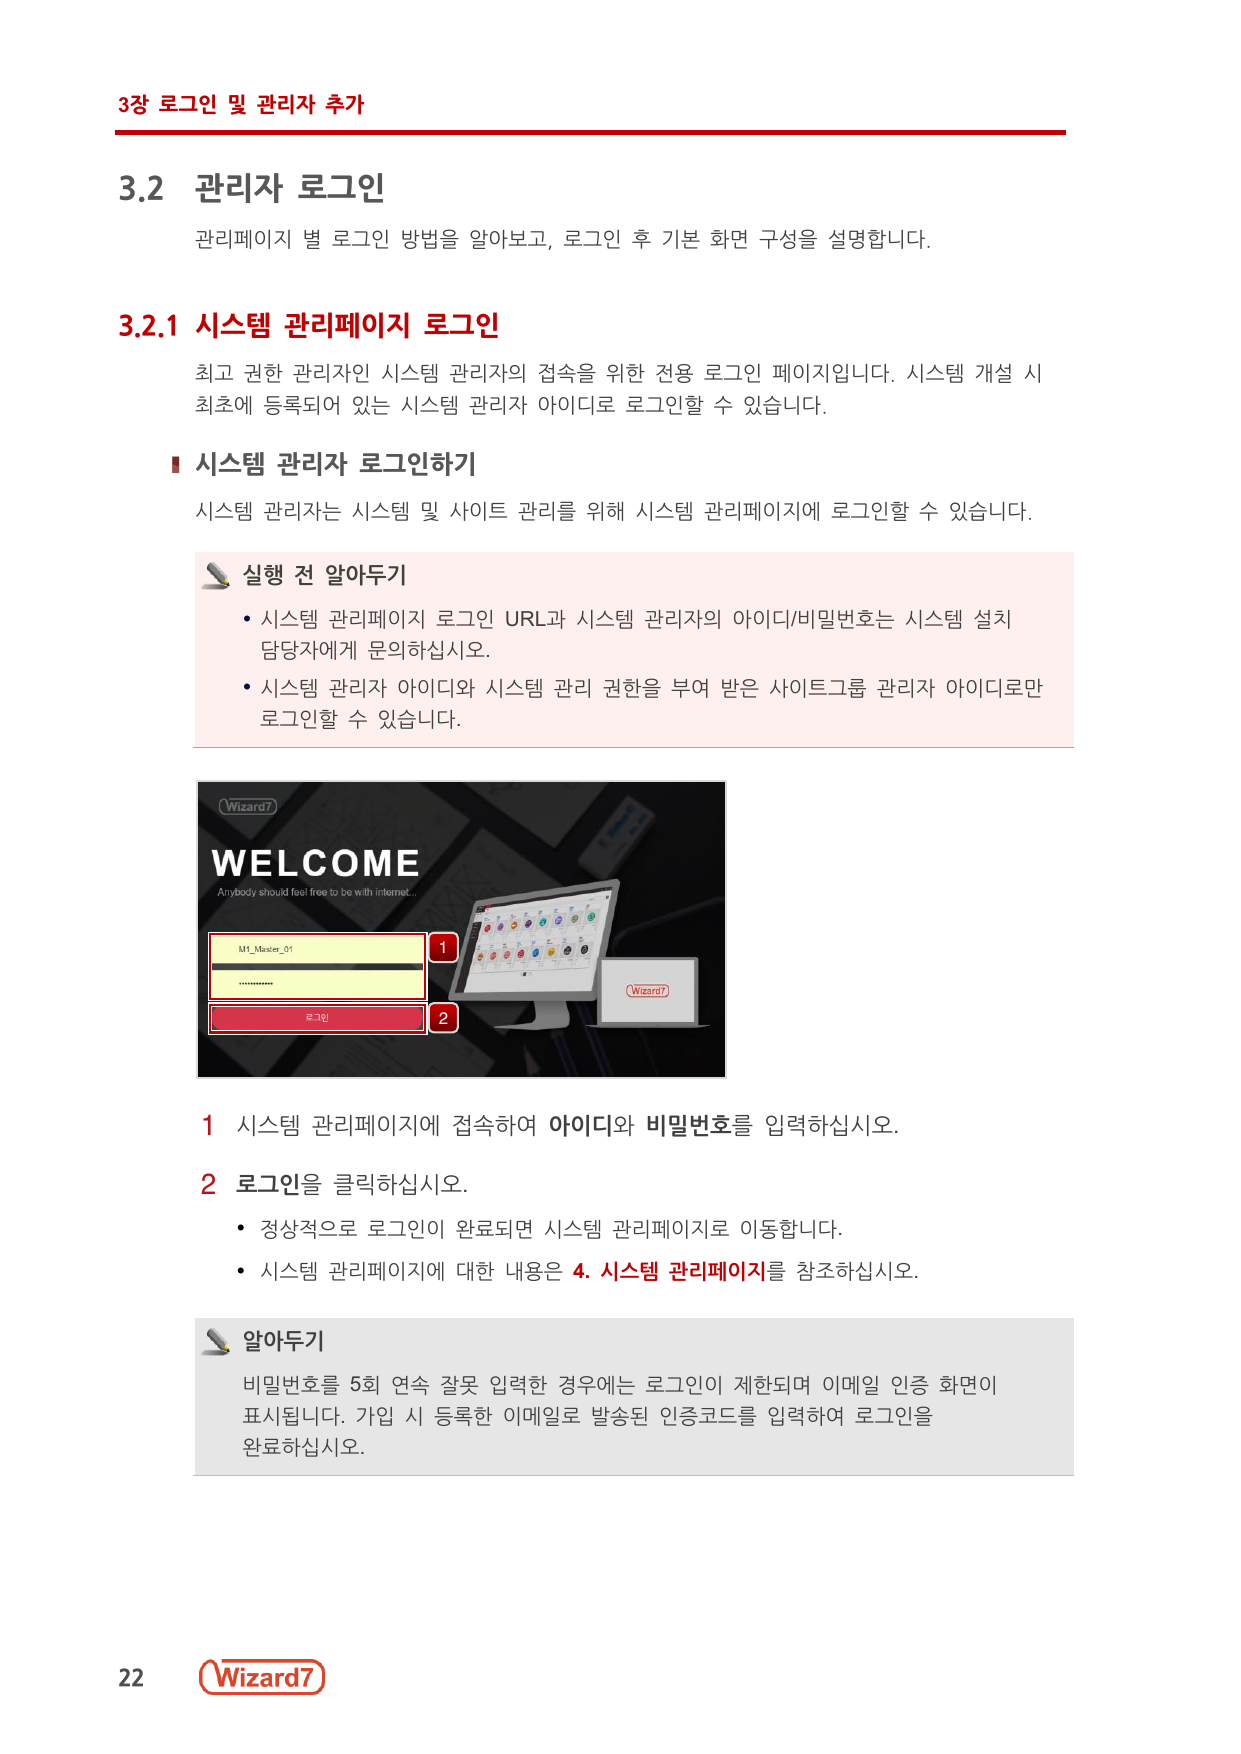 3장 로그인 및 관리자 추가
3.2 관리자 로그인
관리페이지 별 로그인 방법을 알아보고, 로그인 후 기본 화면 구성을 설명합니다.
3.2.1 시스템 관리페이지 로그인
최고 권한 관리자인 시스템 관리자의 접속을 위한 전용 로그인 페이지입니다. 시스템 개설 시
최초에 등록되어 있는 시스템 관리자 아이디로 로그인할 수 있습니다.
시스템 관리자 로그인하기
시스템 관리자는 시스템 및 사이트 관리를 위해 시스템 관리페이지에 로그인할 수 있습니다.
실행 전 알아두기
• 시스템 관리페이지 로그인 URL과 시스템 관리자의 아이디/비밀번호는 시스템 설치
담당자에게 문의하십시오.
• 시스템 관리자 아이디와 시스템 관리 권한을 부여 받은 사이트그룹 관리자 아이디로만
로그인할 수 있습니다.
Wizard7
WELCOME
Anybody should feel free to be with internet...
M1_Master_01
1
••••••••••••
로그인
2
Wizard7
1 시스템 관리페이지에 접속하여 아이디와 비밀번호를 입력하십시오.
2 로그인을 클릭하십시오.
• 정상적으로 로그인이 완료되면 시스템 관리페이지로 이동합니다.
• 시스템 관리페이지에 대한 내용은 4. 시스템 관리페이지를 참조하십시오.
알아두기
비밀번호를 5회 연속 잘못 입력한 경우에는 로그인이 제한되며 이메일 인증 화면이
표시됩니다. 가입 시 등록한 이메일로 발송된 인증코드를 입력하여 로그인을
완료하십시오.
22 Wizard7